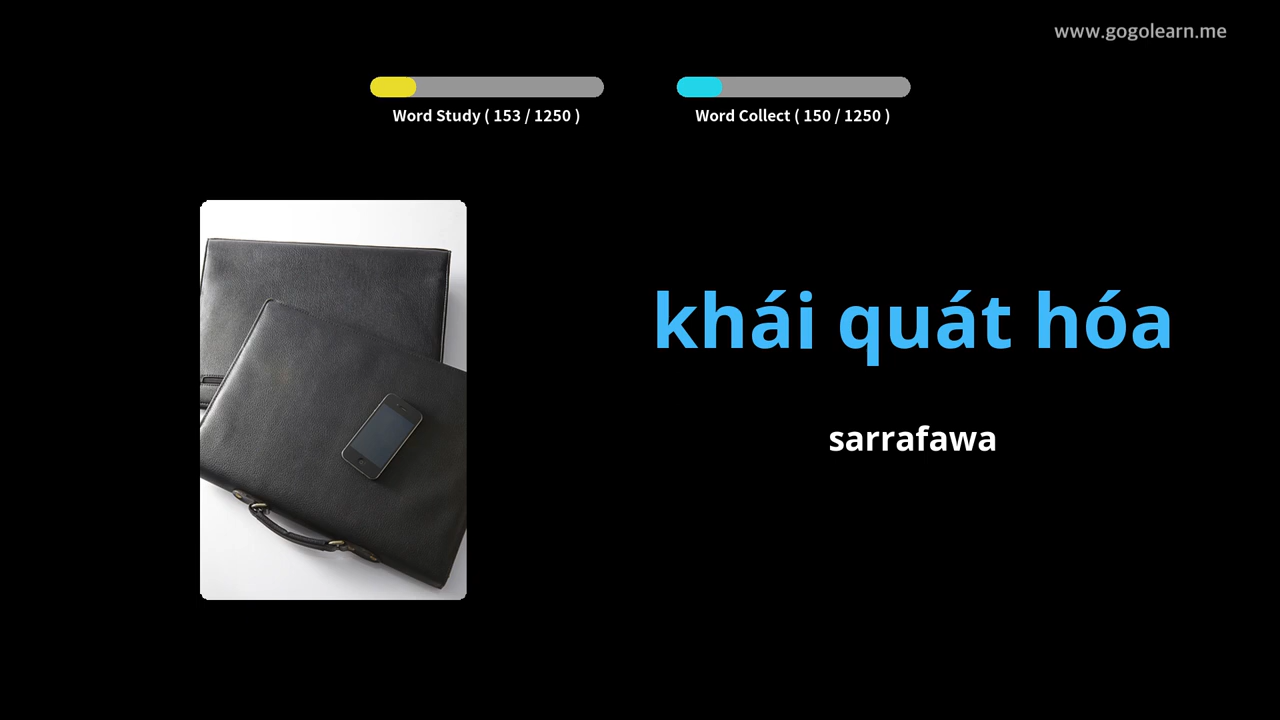 www.gogolearn.me
Word Study ( 153 / 1250 )
Word Collect ( 150 / 1250 )
khái quát hóa
sarrafawa